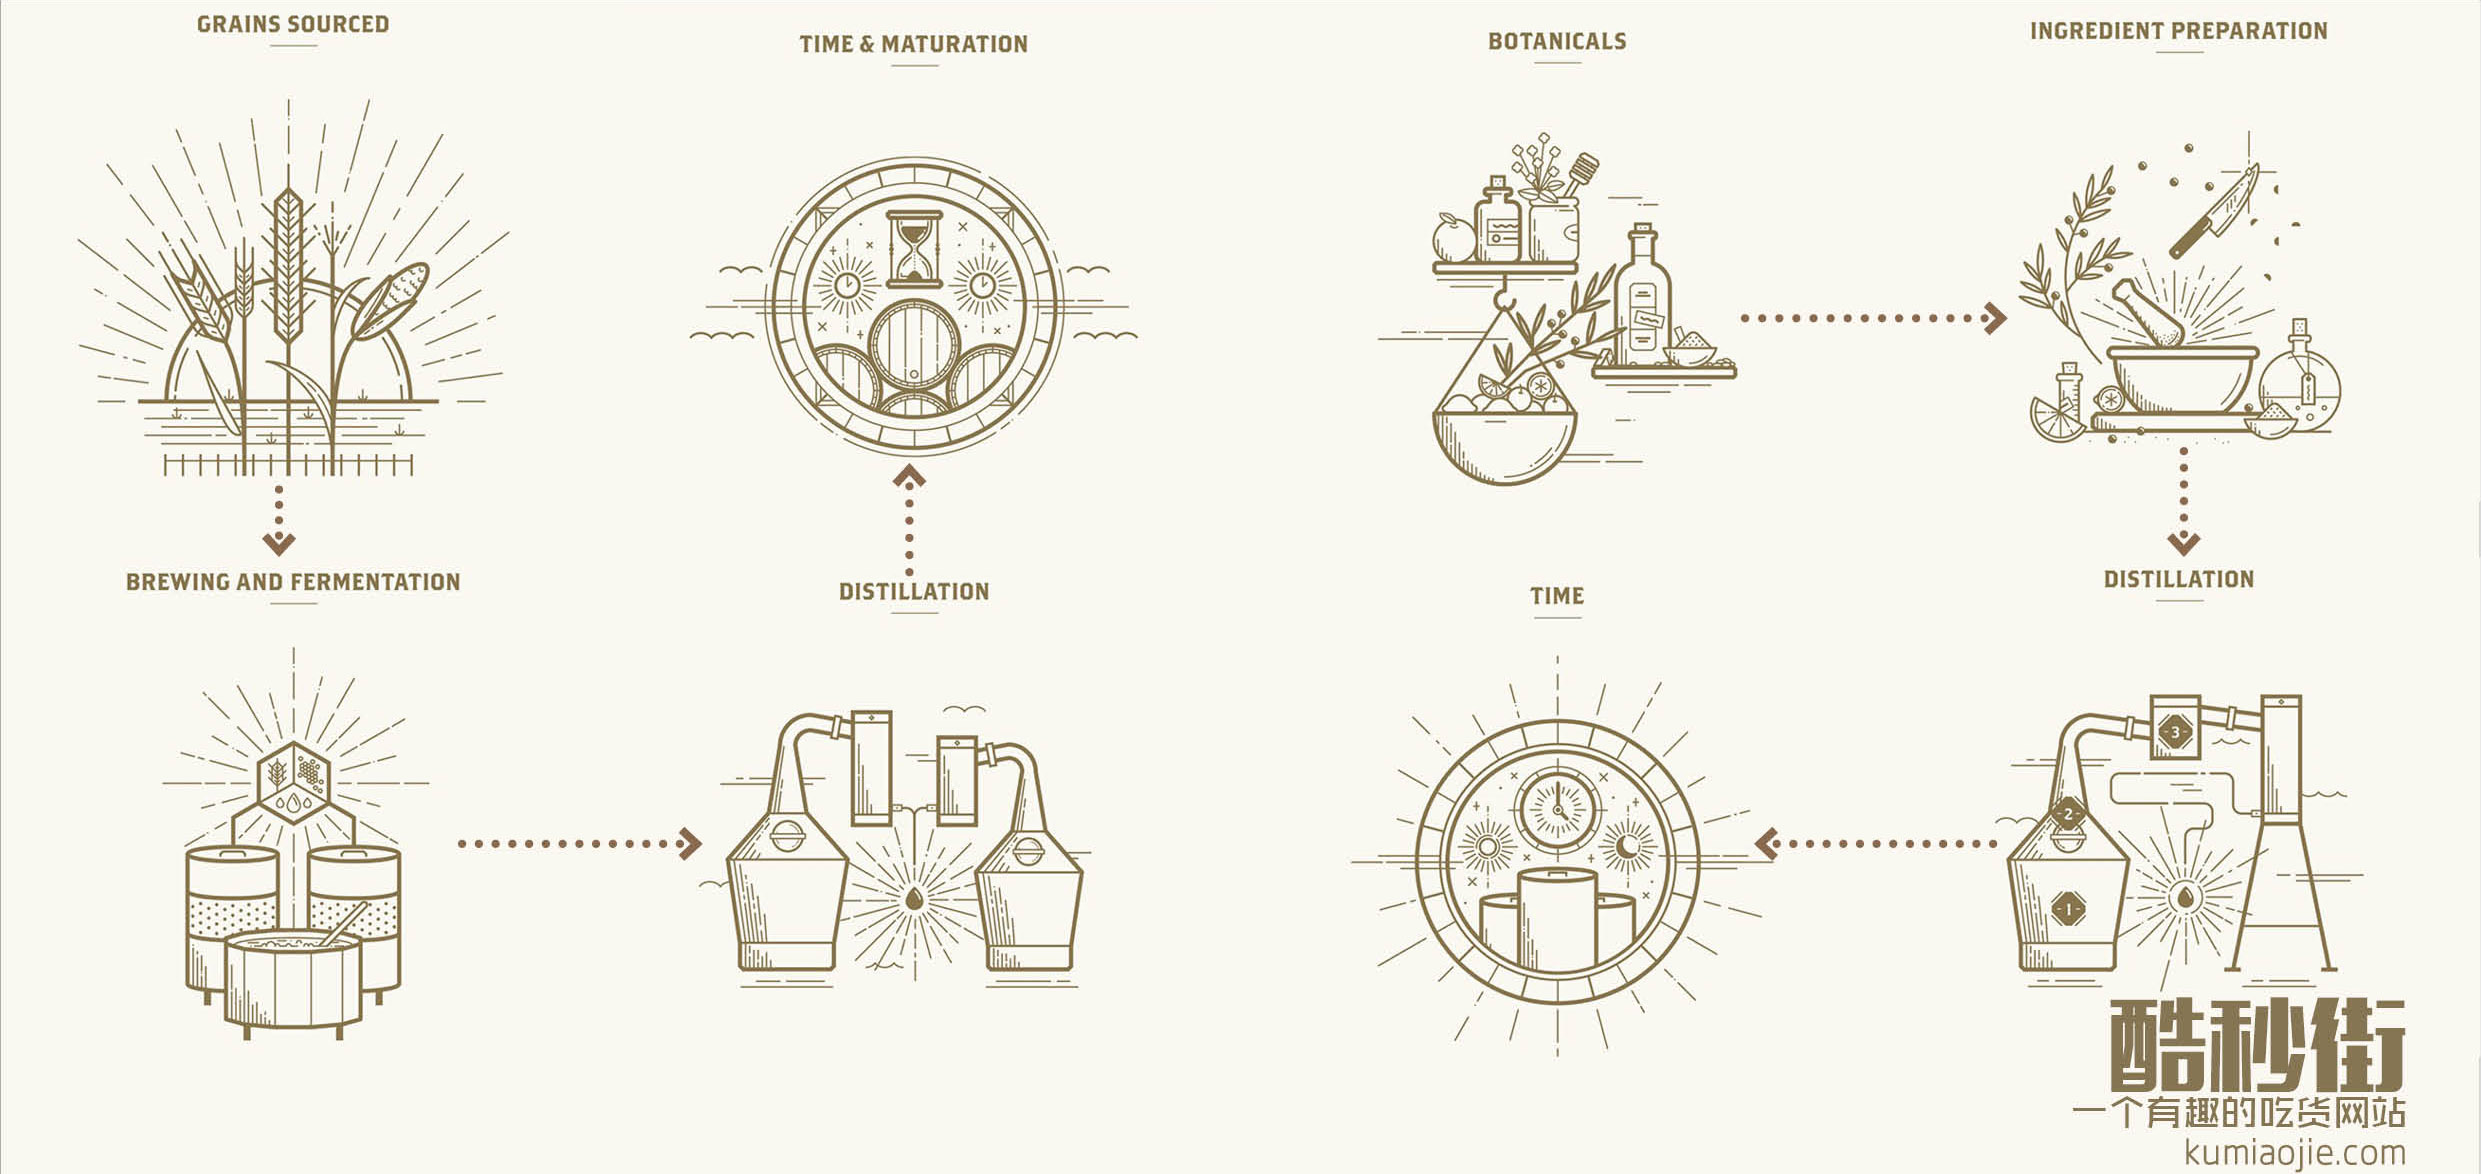 GRAINS SOURCED
TIME & MATURATION
BOTANICALS
INGREDIENT PREPARATION
BREWING AND FERMENTATION
DISTILLATION
TIME
DISTILLATION
3
2
1
酷秒街
一个有趣的吃货网站
kumiaojie.com